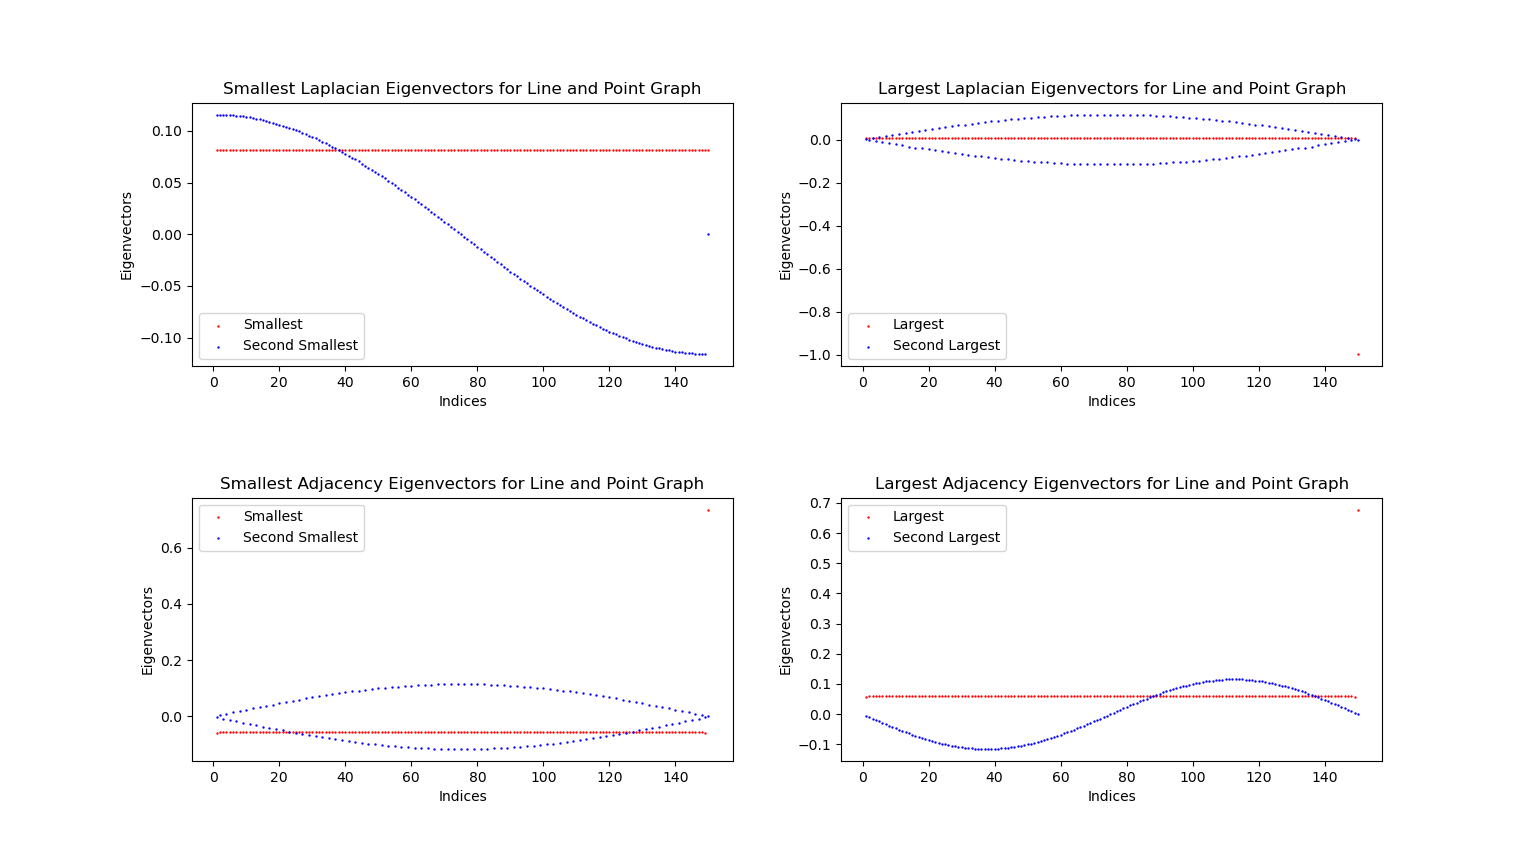 Smallest Laplacian Eigenvectors for Line and Point Graph
0.10
0.05
0.00
−0.05
−0.10
Eigenvectors
Smallest
Second Smallest
0 20 40 60 80 100 120 140
Indices
Largest Laplacian Eigenvectors for Line and Point Graph
0.0
−0.2
−0.4
−0.6
−0.8
−1.0
Eigenvectors
Largest
Second Largest
0 20 40 60 80 100 120 140
Indices
Smallest Adjacency Eigenvectors for Line and Point Graph
0.6
0.4
0.2
0.0
Eigenvectors
Smallest
Second Smallest
0 20 40 60 80 100 120 140
Indices
Largest Adjacency Eigenvectors for Line and Point Graph
0.7
0.6
0.5
0.4
0.3
0.2
0.1
0.0
−0.1
Eigenvectors
Largest
Second Largest
0 20 40 60 80 100 120 140
Indices